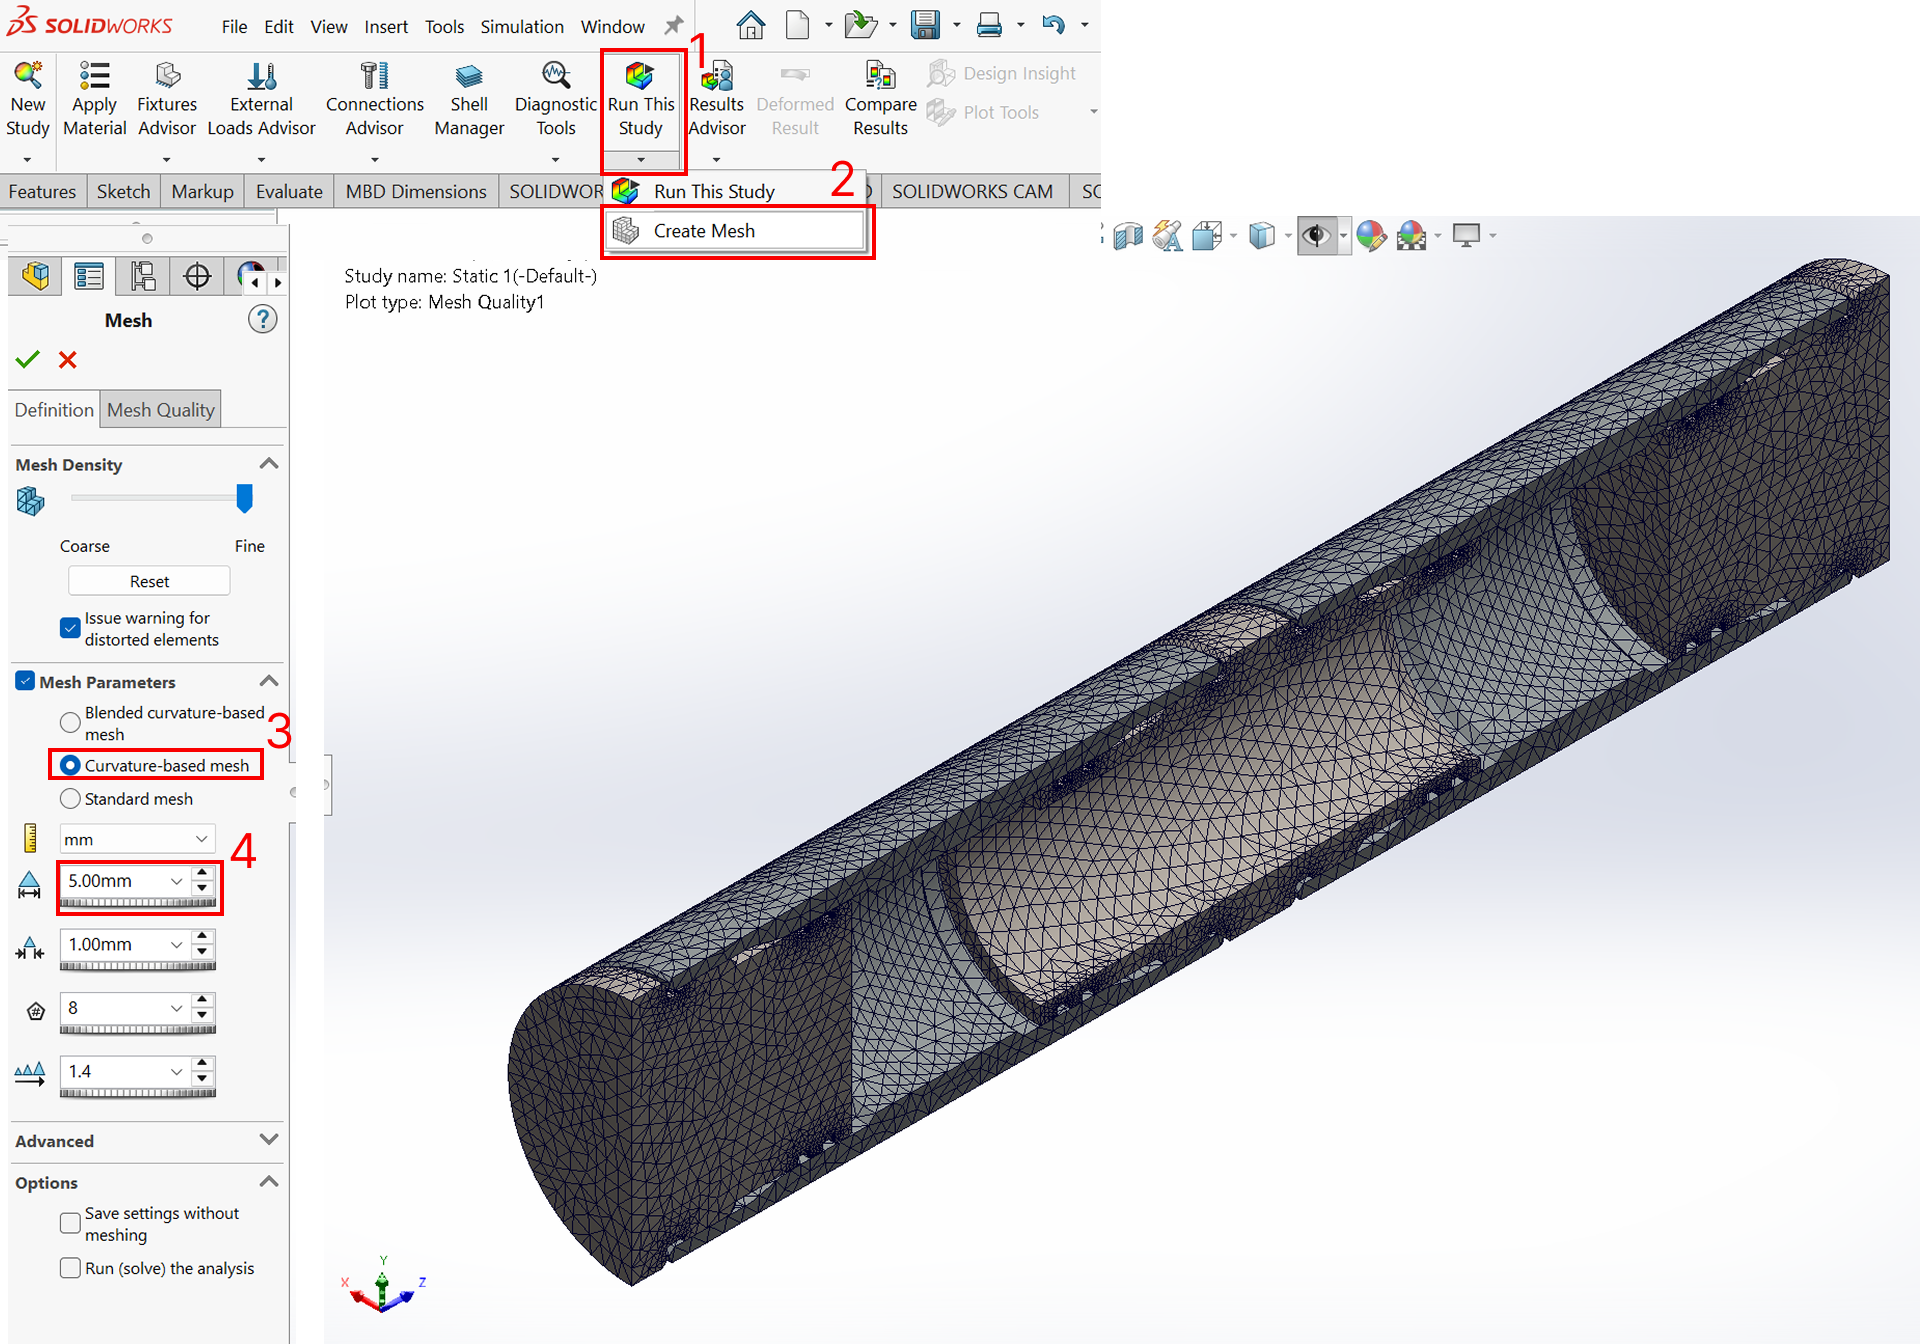 SOLIDWORKS
File Edit View Insert Tools Simulation Window
1
New Study
Apply Material
Fixtures Advisor
External Loads Advisor
Connections Advisor
Shell Manager
Diagnostic Tools
Run This Study
Results Advisor
Deformed Result
Compare Results
Design Insight
Plot Tools
Features Sketch Markup Evaluate MBD Dimensions SOLIDWOR SOLIDWORKS CAM SC
Run This Study
2
Create Mesh
Study name: Static 1(-Default-)
Plot type: Mesh Quality1
Mesh
?
Definition Mesh Quality
Mesh Density
Coarse Fine
Reset
Issue warning for
distorted elements
Mesh Parameters
Blended curvature-based
mesh
3
Curvature-based mesh
Standard mesh
mm
4
5.00mm
1.00mm
#
8
1.4
Advanced
Options
Save settings without
meshing
Run (solve) the analysis
Y
X Z